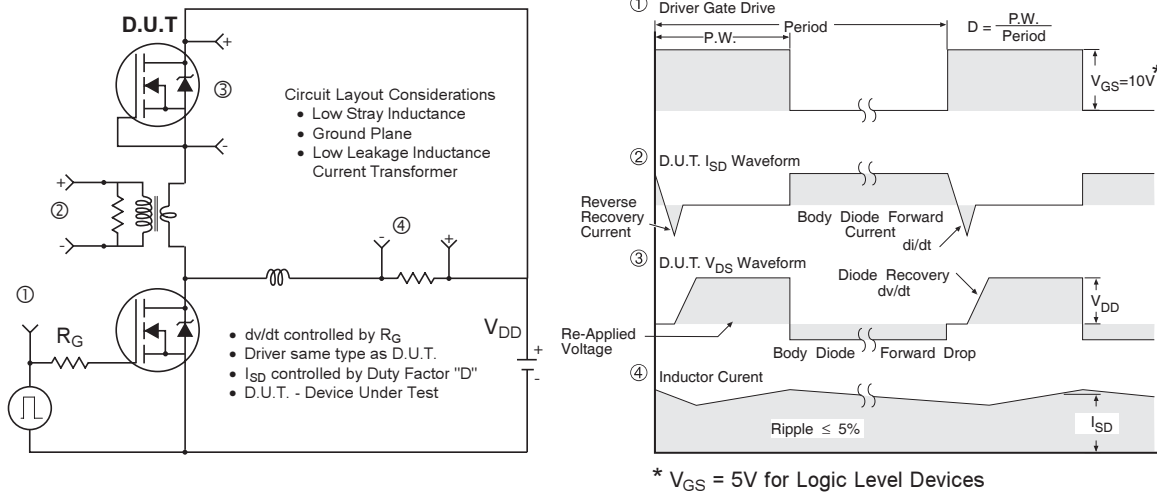 D.U.T
+
-
③
Circuit Layout Considerations
• Low Stray Inductance
• Ground Plane
• Low Leakage Inductance
Current Transformer
+
②
-
④
-
+
①
R_G
V_DD
+
-
• dv/dt controlled by R_G
• Driver same type as D.U.T.
• I_SD controlled by Duty Factor "D"
• D.U.T. - Device Under Test
① Driver Gate Drive
P.W.
Period
D = P.W. / Period
V_GS=10V*
② D.U.T. I_SD Waveform
Reverse
Recovery
Current
Body Diode Forward
Current
di/dt
③ D.U.T. V_DS Waveform
Diode Recovery
dv/dt
V_DD
Re-Applied
Voltage
Body Diode Forward Drop
④ Inductor Curent
Ripple ≤ 5%
I_SD
* V_GS = 5V for Logic Level Devices